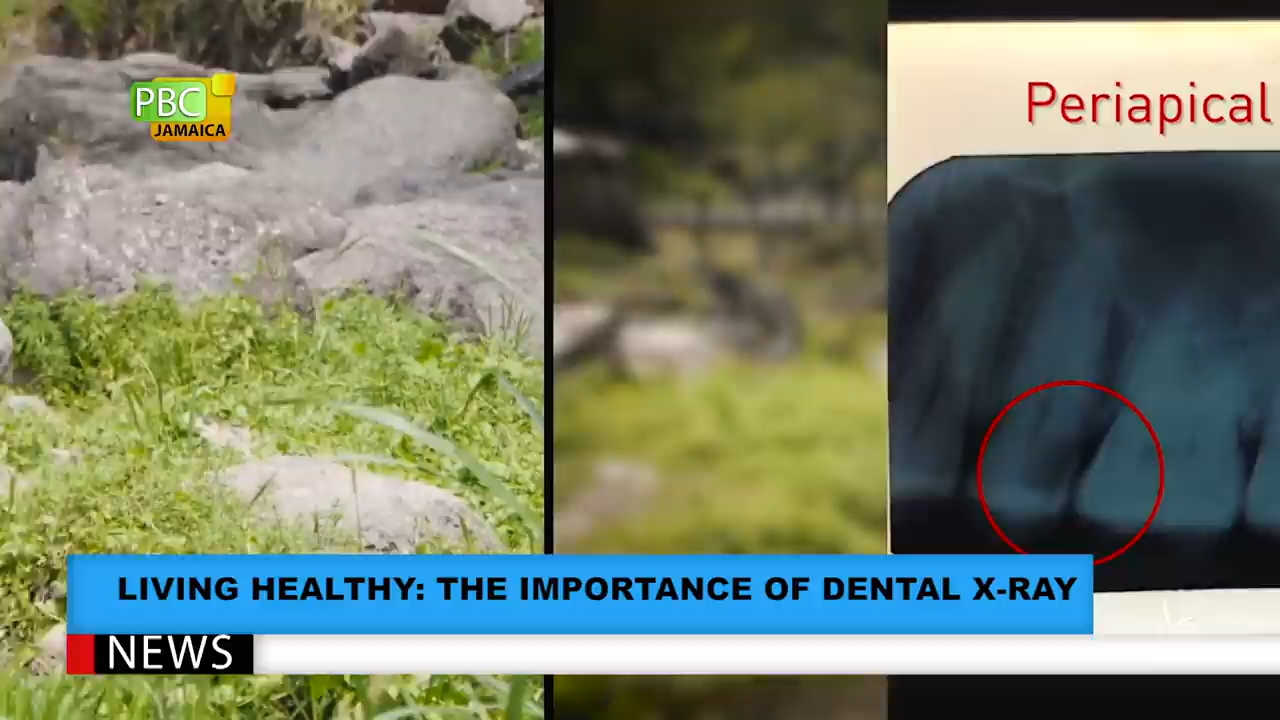 PBC
JAMAICA
Periapical
LIVING HEALTHY: THE IMPORTANCE OF DENTAL X-RAY
NEWS